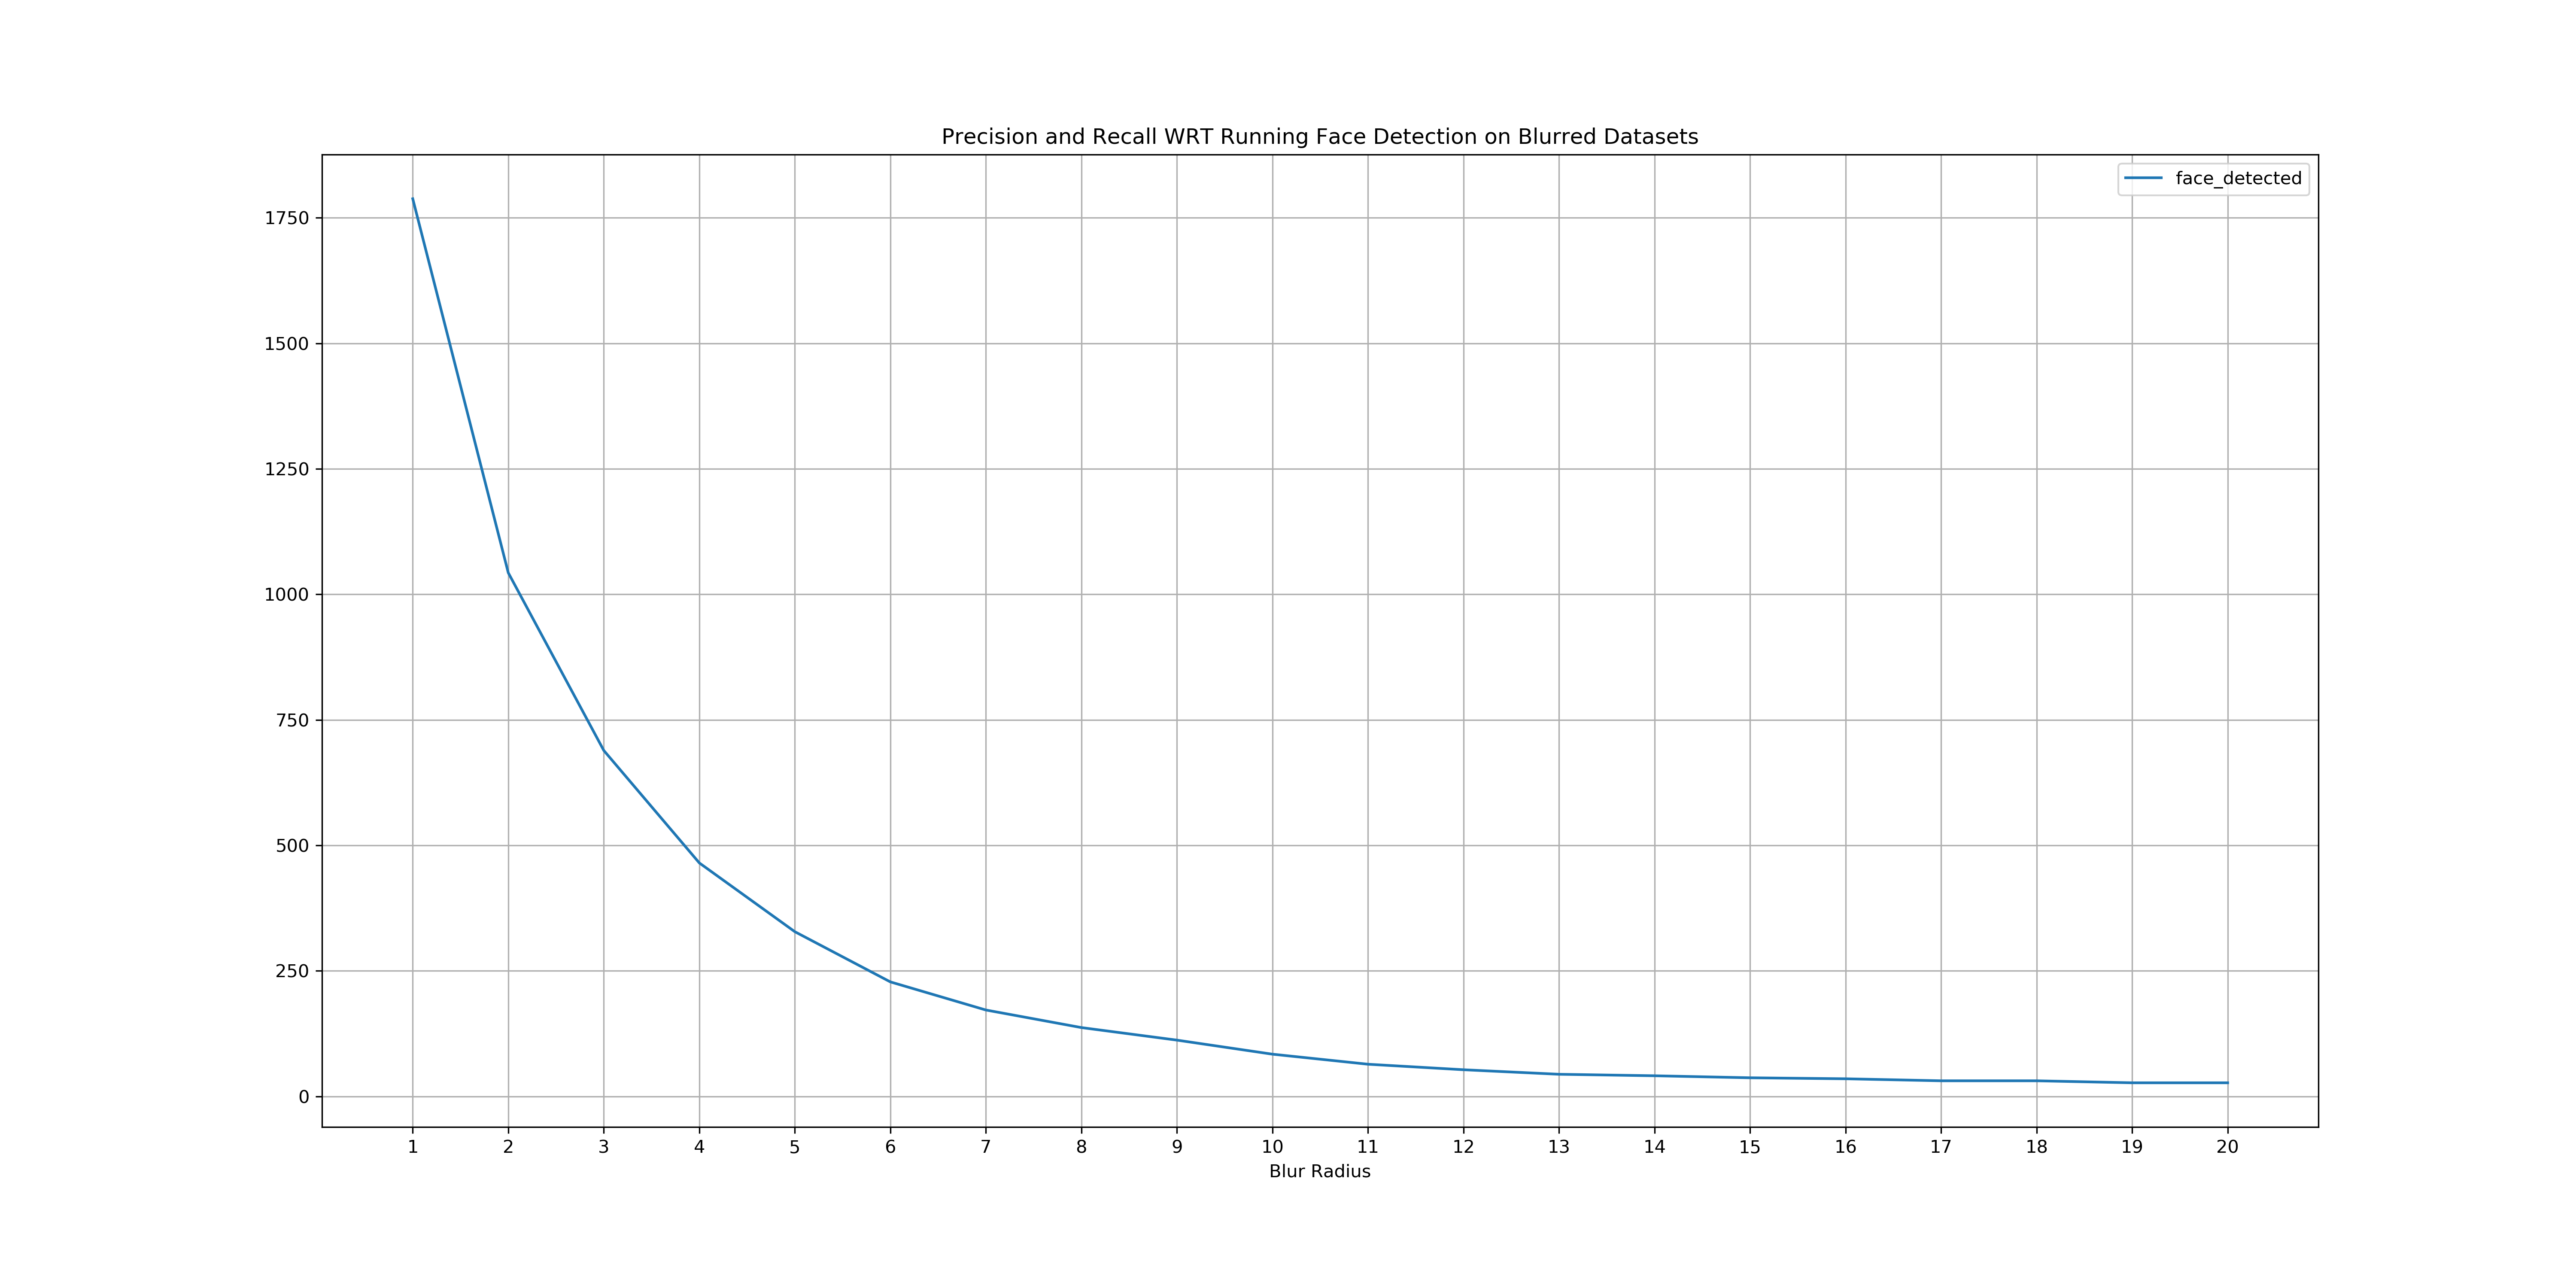 Precision and Recall WRT Running Face Detection on Blurred Datasets
face_detected
1750
1500
1250
1000
750
500
250
0
1 2 3 4 5 6 7 8 9 10 11 12 13 14 15 16 17 18 19 20
Blur Radius